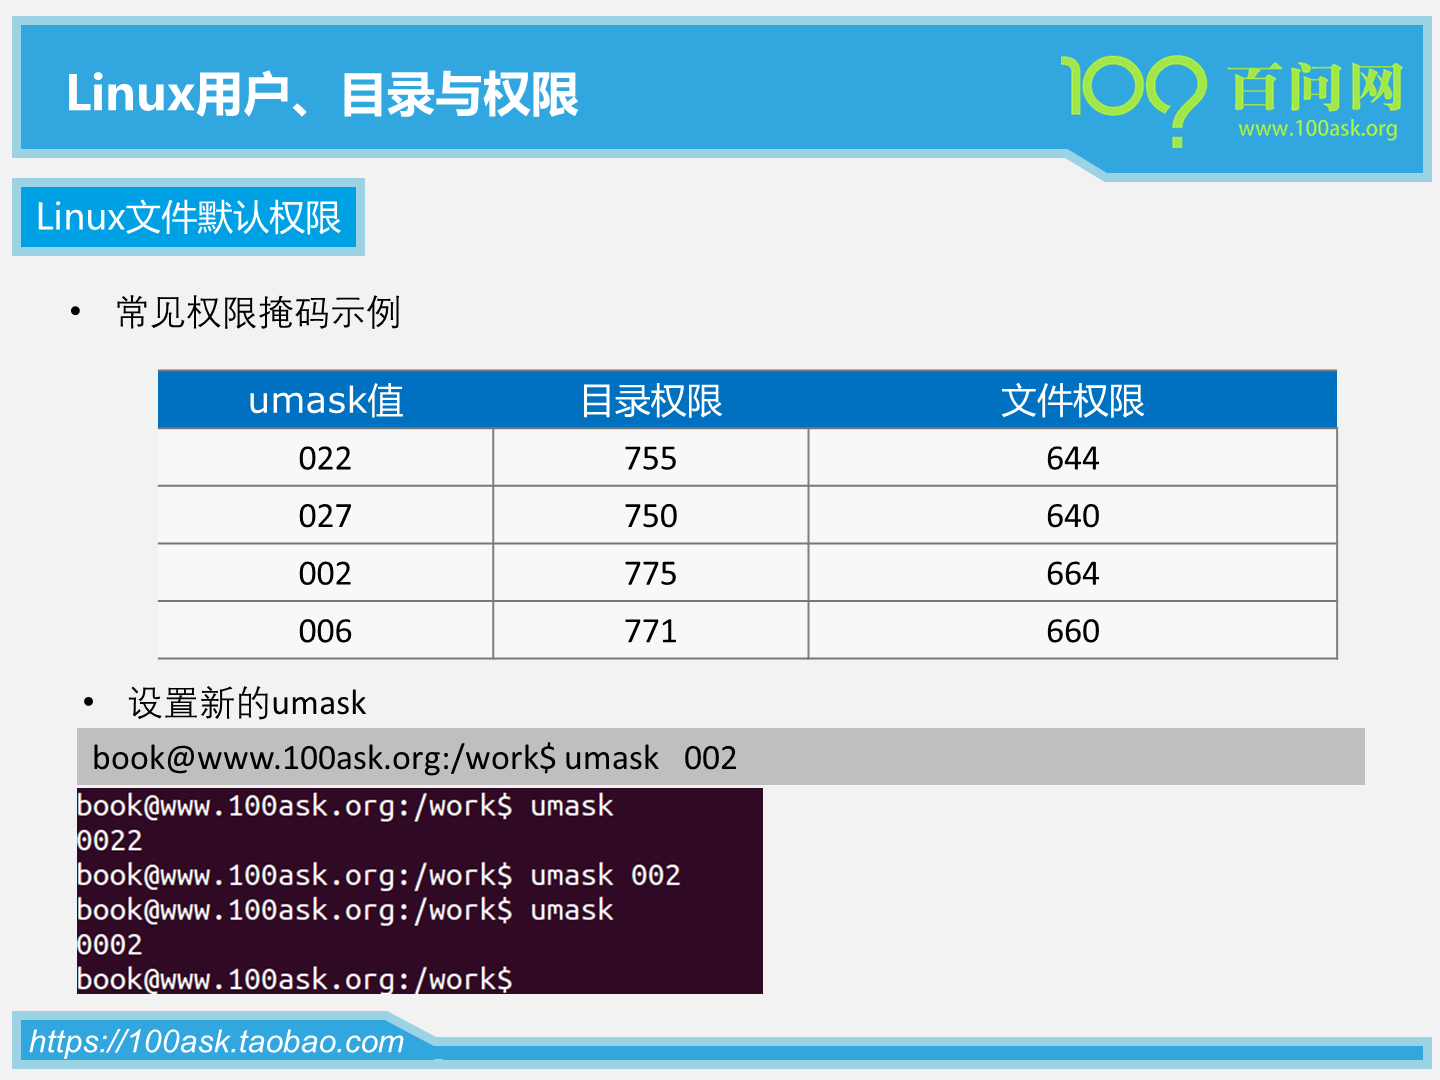 Linux用户、目录与权限
100? 百问网
www.100ask.org
Linux文件默认权限
• 常见权限掩码示例
umask值 目录权限 文件权限
022 755 644
027 750 640
002 775 664
006 771 660
• 设置新的umask
book@www.100ask.org:/work$ umask 002
book@www.100ask.org:/work$ umask
0022
book@www.100ask.org:/work$ umask 002
book@www.100ask.org:/work$ umask
0002
book@www.100ask.org:/work$
https://100ask.taobao.com